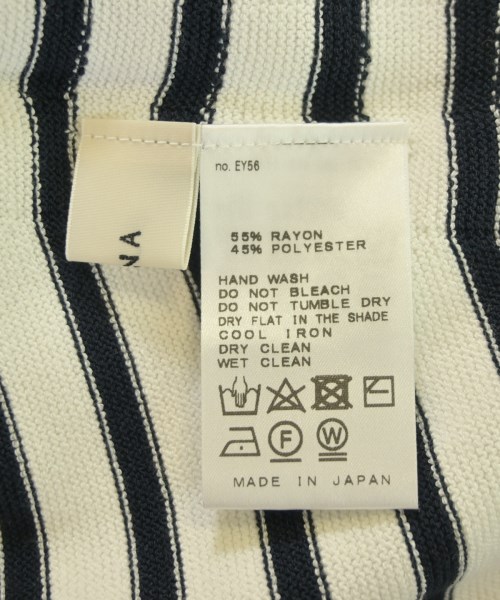 no. EY56
55% RAYON
45% POLYESTER
HAND WASH
DO NOT BLEACH
DO NOT TUMBLE DRY
DRY FLAT IN THE SHADE
COOL IRON
DRY CLEAN
WET CLEAN
F
W
MADE IN JAPAN
NA